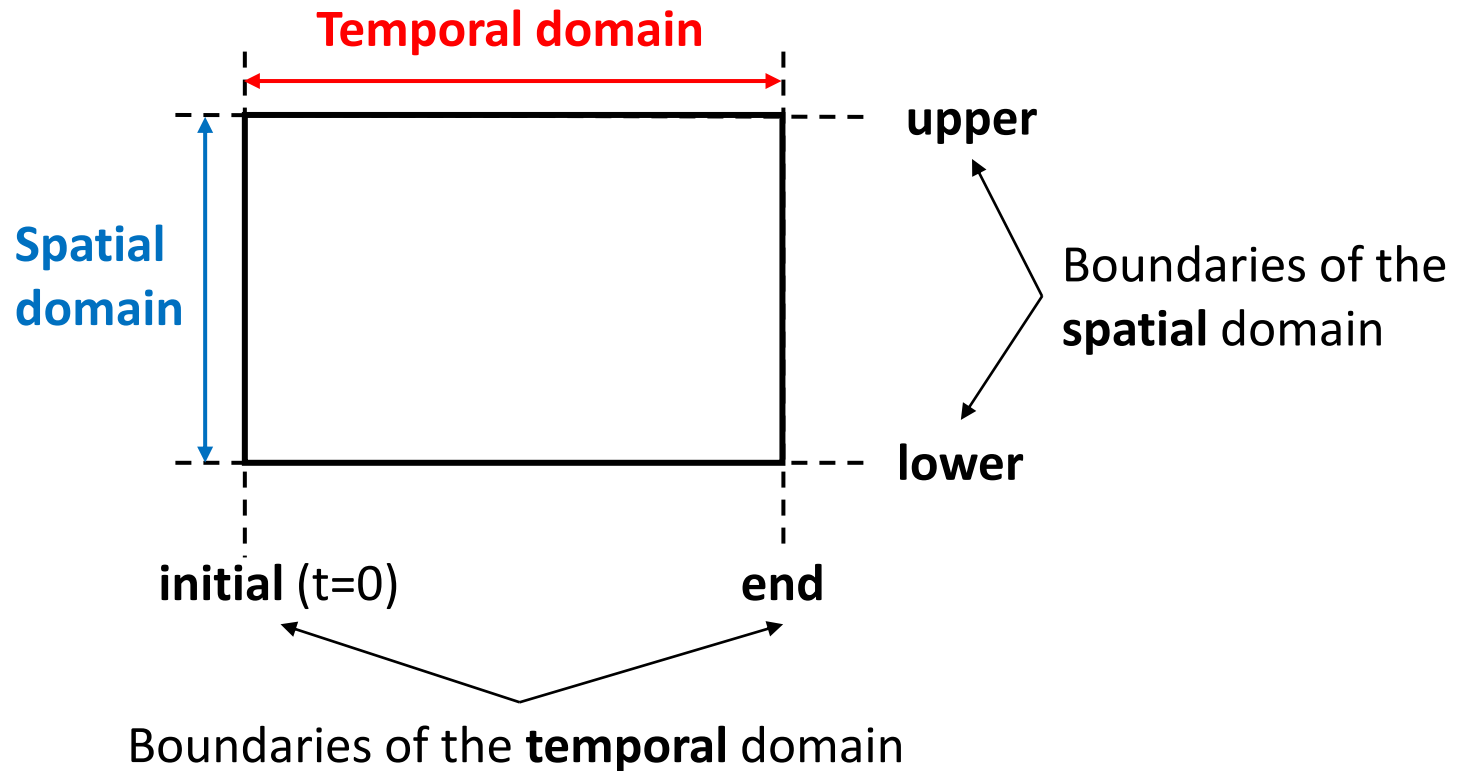 Temporal domain
upper
Spatial
domain
Boundaries of the
spatial domain
lower
initial (t=0)
end
Boundaries of the temporal domain